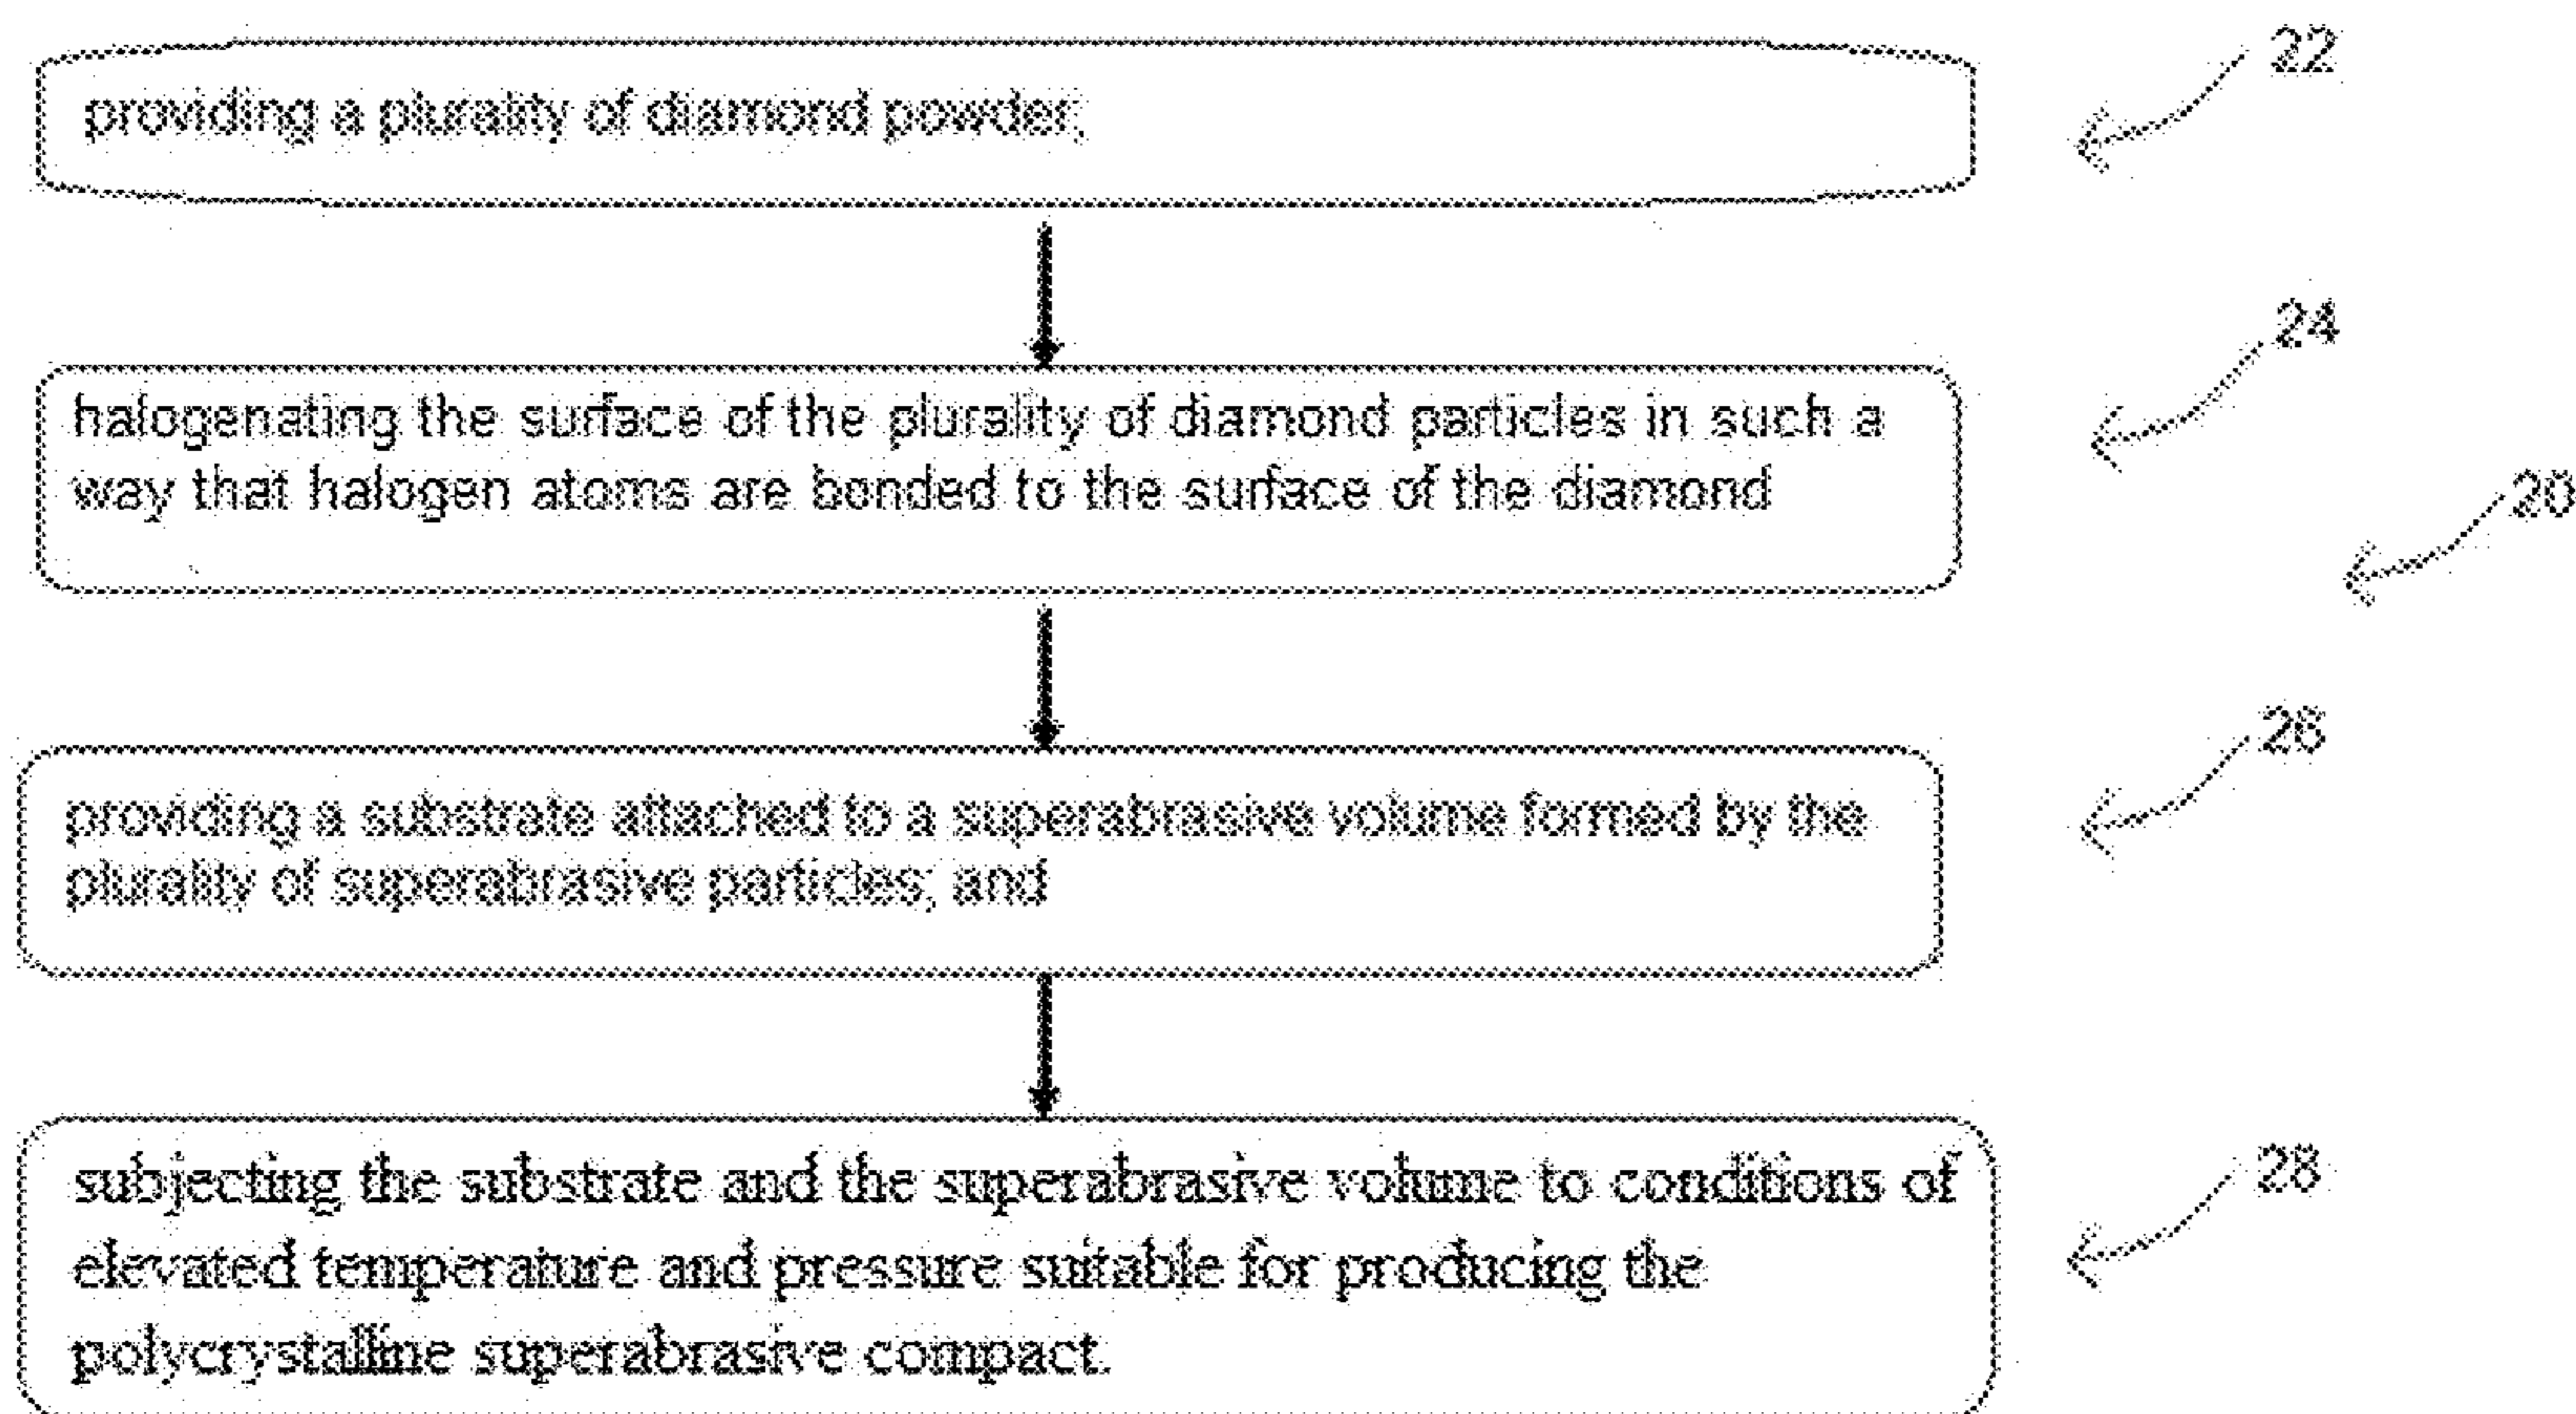 providing a plurality of diamond powder;
22
halogenating the surface of the plurality of diamond particles in such a
way that halogen atoms are bonded to the surface of the diamond
24
20
providing a substrate attached to a superabrasive volume formed by the
plurality of superabrasive particles; and
26
subjecting the substrate and the superabrasive volume to conditions of
elevated temperature and pressure suitable for producing the
polycrystalline superabrasive compact.
28